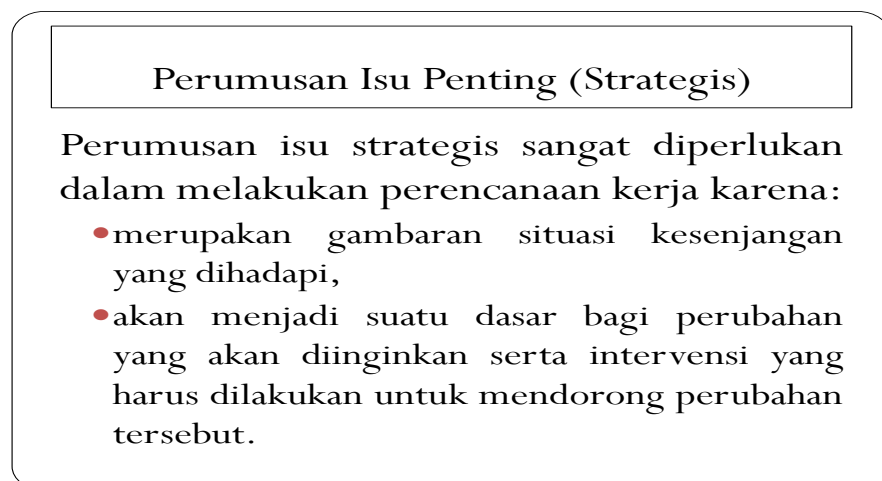 Perumusan Isu Penting (Strategis)
Perumusan isu strategis sangat diperlukan
dalam melakukan perencanaan kerja karena:
•merupakan gambaran situasi kesenjangan
yang dihadapi,
•akan menjadi suatu dasar bagi perubahan
yang akan diinginkan serta intervensi yang
harus dilakukan untuk mendorong perubahan
tersebut.